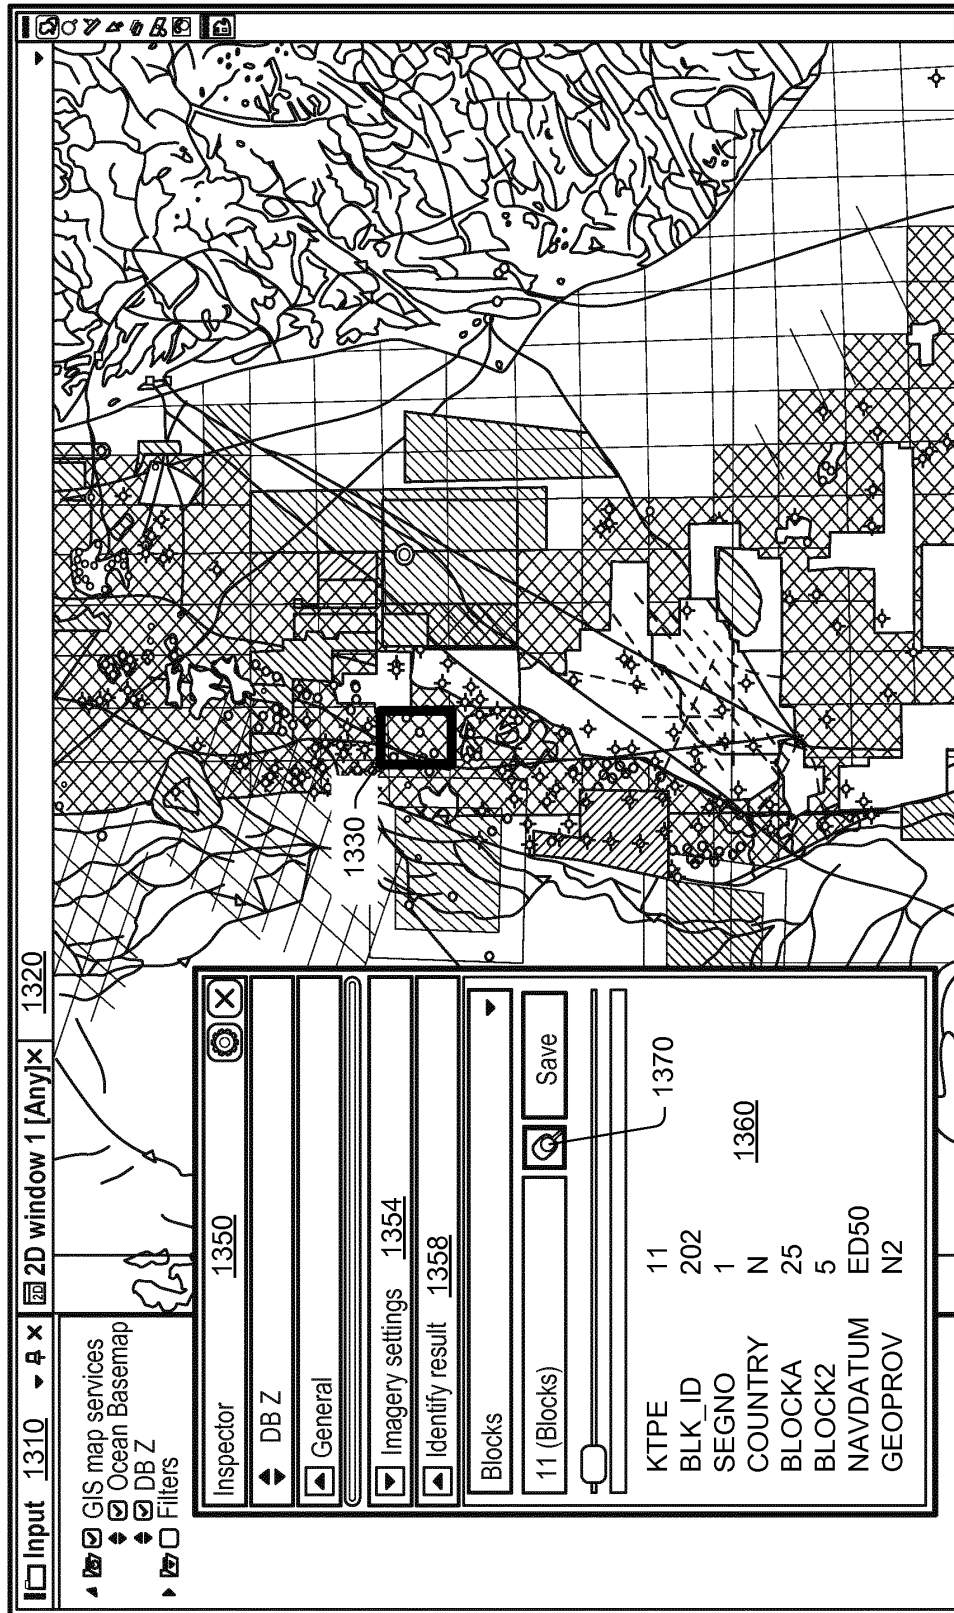 Input 1310
2D 2D window 1 [Any] 1320
GIS map services
Ocean Basemap
DB Z
Filters
1330
Inspector 1350
DB Z
General
Imagery settings 1354
Identify result 1358
Blocks
11 (Blocks) Save
1370
KTPE 11
BLK_ID 202
SEGNO 1
COUNTRY N
BLOCKA 25
BLOCK2 5
NAVDATUM ED50
GEOPROV N2
1360